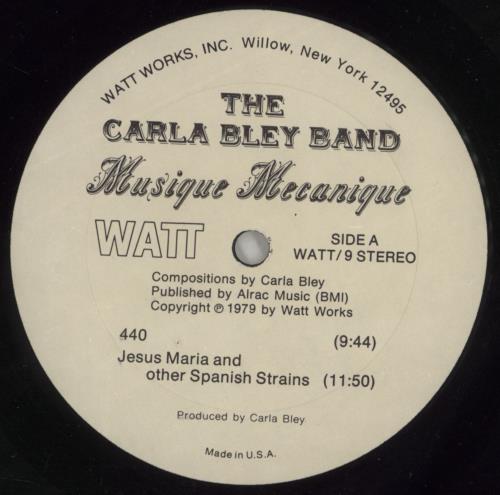 WATT WORKS, INC. Willow, New York 12495
THE
CARLA BLEY BAND
Musique Mecanique
WATT
SIDE A
WATT/9 STEREO
Compositions by Carla Bley
Published by Alrac Music (BMI)
Copyright ℗ 1979 by Watt Works
440 (9:44)
Jesus Maria and
other Spanish Strains (11:50)
Produced by Carla Bley
Made in U.S.A.